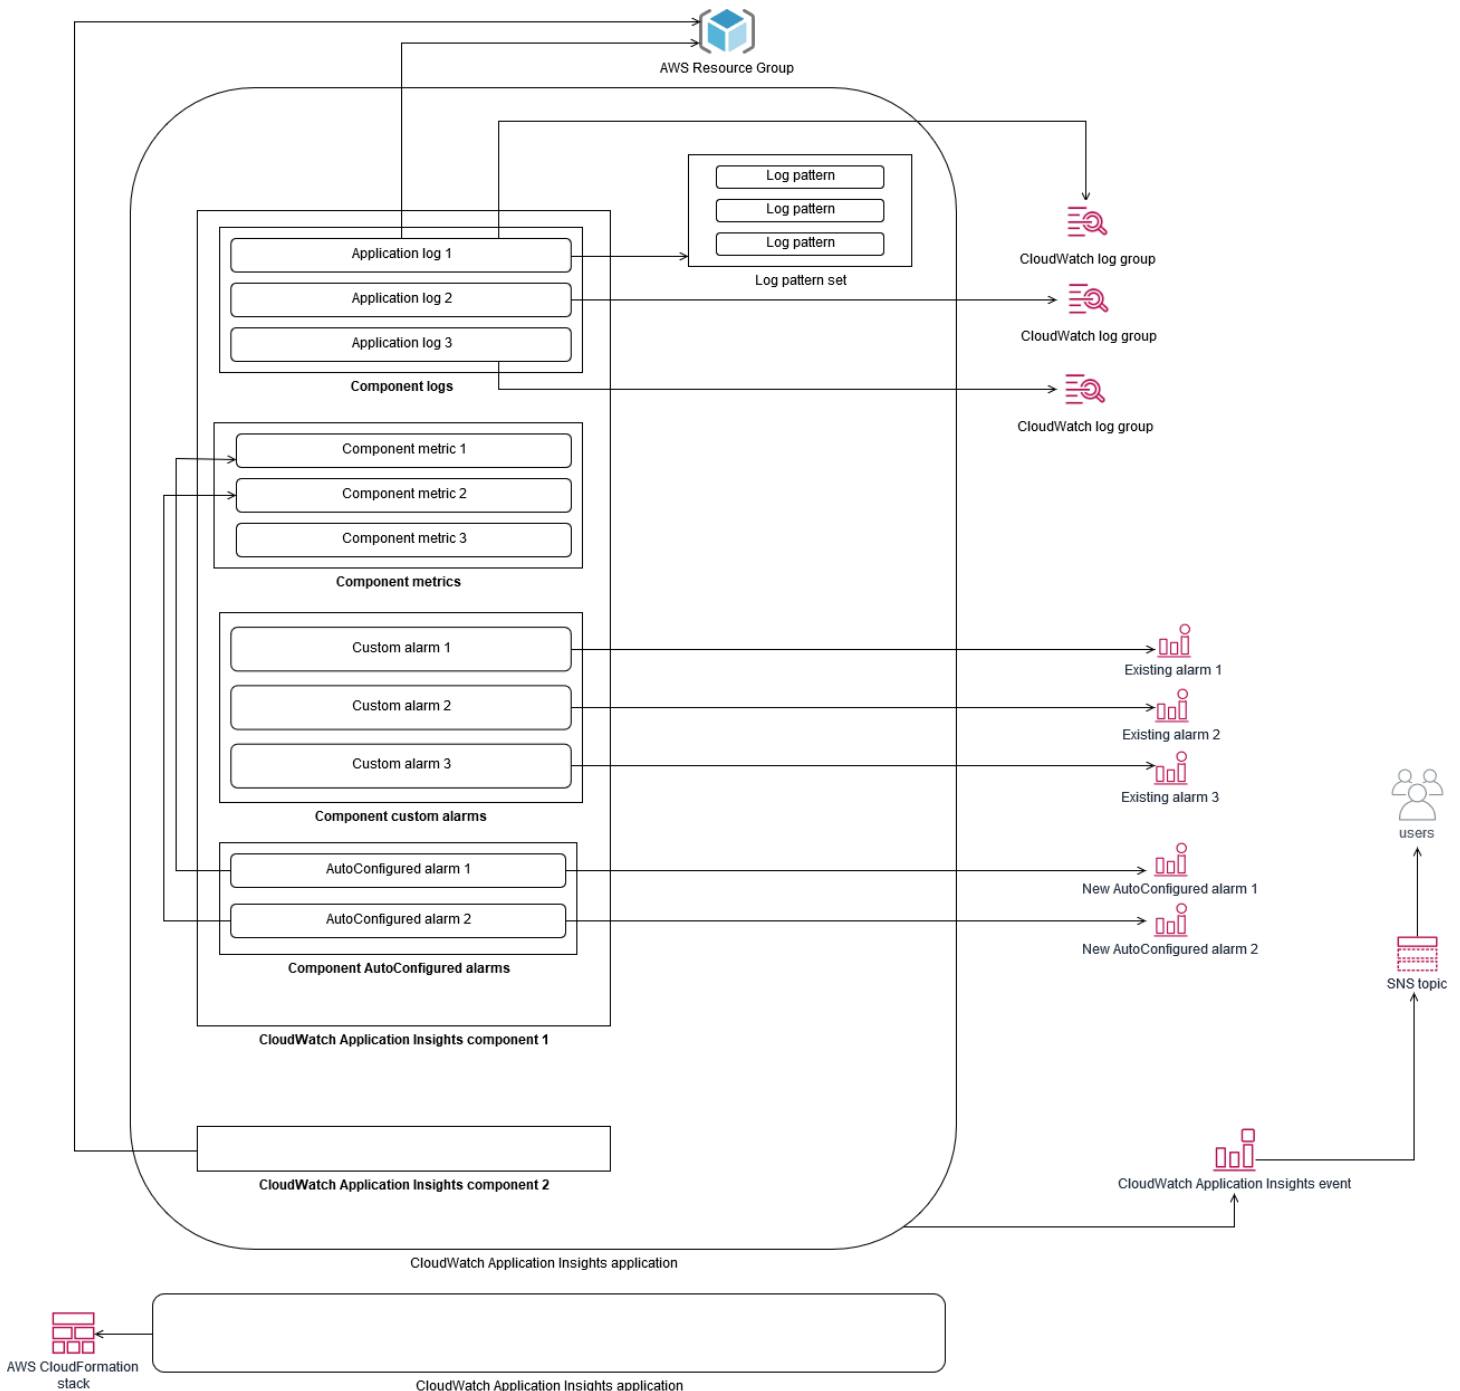 AWS Resource Group
Log pattern
Log pattern
Log pattern
Log pattern set
Application log 1
Application log 2
Application log 3
Component logs
CloudWatch log group
CloudWatch log group
CloudWatch log group
Component metric 1
Component metric 2
Component metric 3
Component metrics
Custom alarm 1
Custom alarm 2
Custom alarm 3
Component custom alarms
Existing alarm 1
Existing alarm 2
Existing alarm 3
AutoConfigured alarm 1
AutoConfigured alarm 2
Component AutoConfigured alarms
New AutoConfigured alarm 1
New AutoConfigured alarm 2
users
SNS topic
CloudWatch Application Insights component 1
CloudWatch Application Insights component 2
CloudWatch Application Insights event
CloudWatch Application Insights application
AWS CloudFormation
stack
CloudWatch Application Insights application